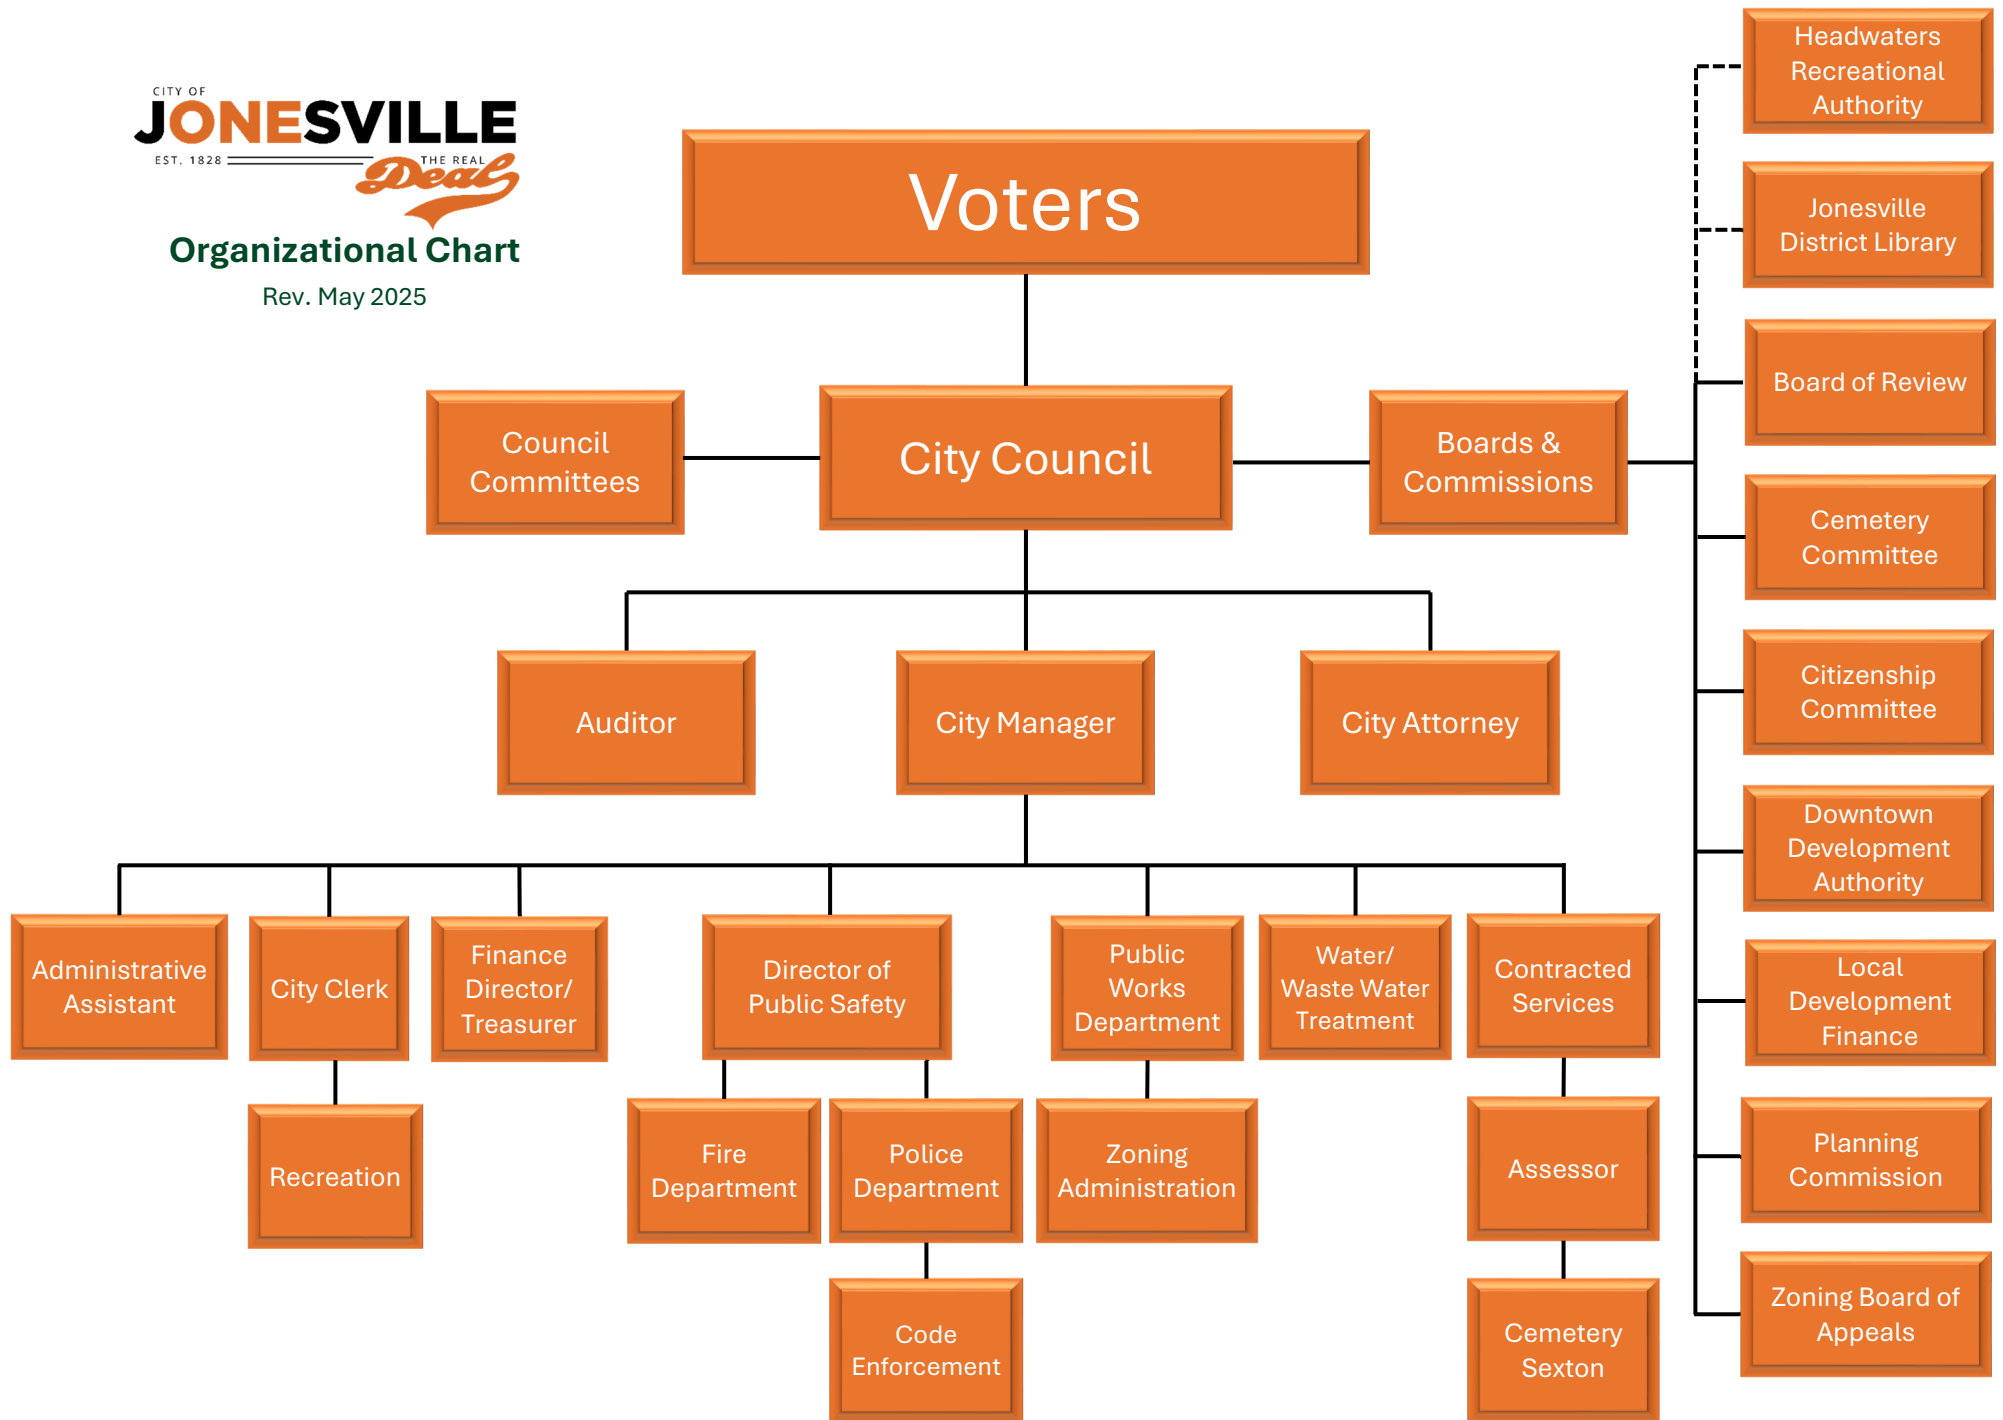 CITY OF
JONESVILLE
EST. 1828
THE REAL
Deal
Organizational Chart
Rev. May 2025
Voters
Council
Committees
City Council
Boards &
Commissions
Auditor
City Manager
City Attorney
Administrative
Assistant
City Clerk
Finance
Director/
Treasurer
Director of
Public Safety
Public
Works
Department
Water/
Waste Water
Treatment
Contracted
Services
Recreation
Fire
Department
Police
Department
Zoning
Administration
Assessor
Code
Enforcement
Cemetery
Sexton
Headwaters
Recreational
Authority
Jonesville
District Library
Board of Review
Cemetery
Committee
Citizenship
Committee
Downtown
Development
Authority
Local
Development
Finance
Planning
Commission
Zoning Board of
Appeals